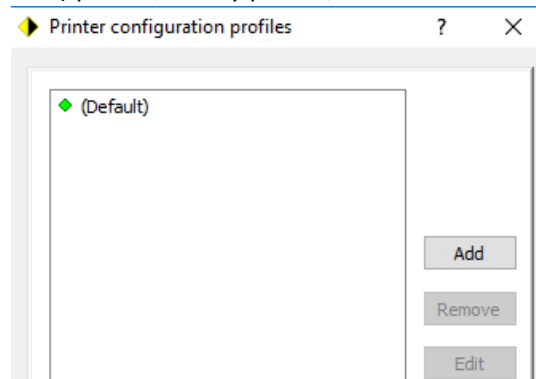 Printer configuration profiles ?
(Default)
Add
Remove
Edit